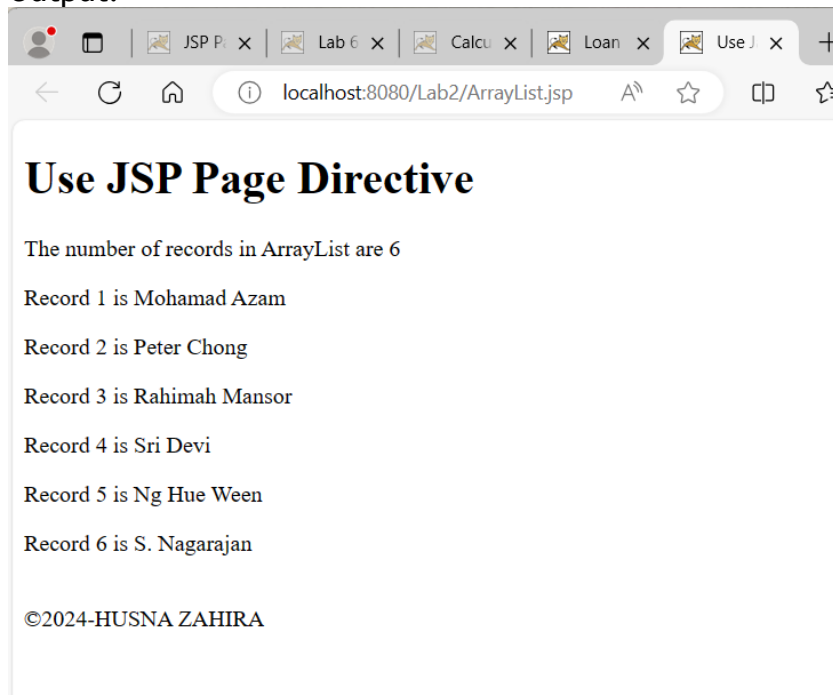 Output:
JSP Pa
Lab 6
Calcu
Loan
Use J
localhost:8080/Lab2/ArrayList.jsp
Use JSP Page Directive
The number of records in ArrayList are 6
Record 1 is Mohamad Azam
Record 2 is Peter Chong
Record 3 is Rahimah Mansor
Record 4 is Sri Devi
Record 5 is Ng Hue Ween
Record 6 is S. Nagarajan
©2024-HUSNA ZAHIRA